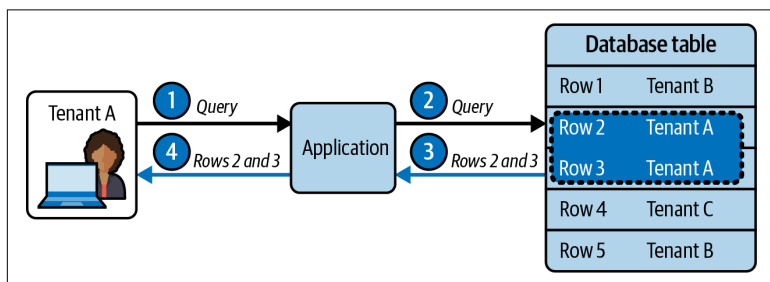 Tenant A
1 Query
4 Rows 2 and 3
Application
2 Query
3 Rows 2 and 3
Database table
Row 1 Tenant B
Row 2 Tenant A
Row 3 Tenant A
Row 4 Tenant C
Row 5 Tenant B